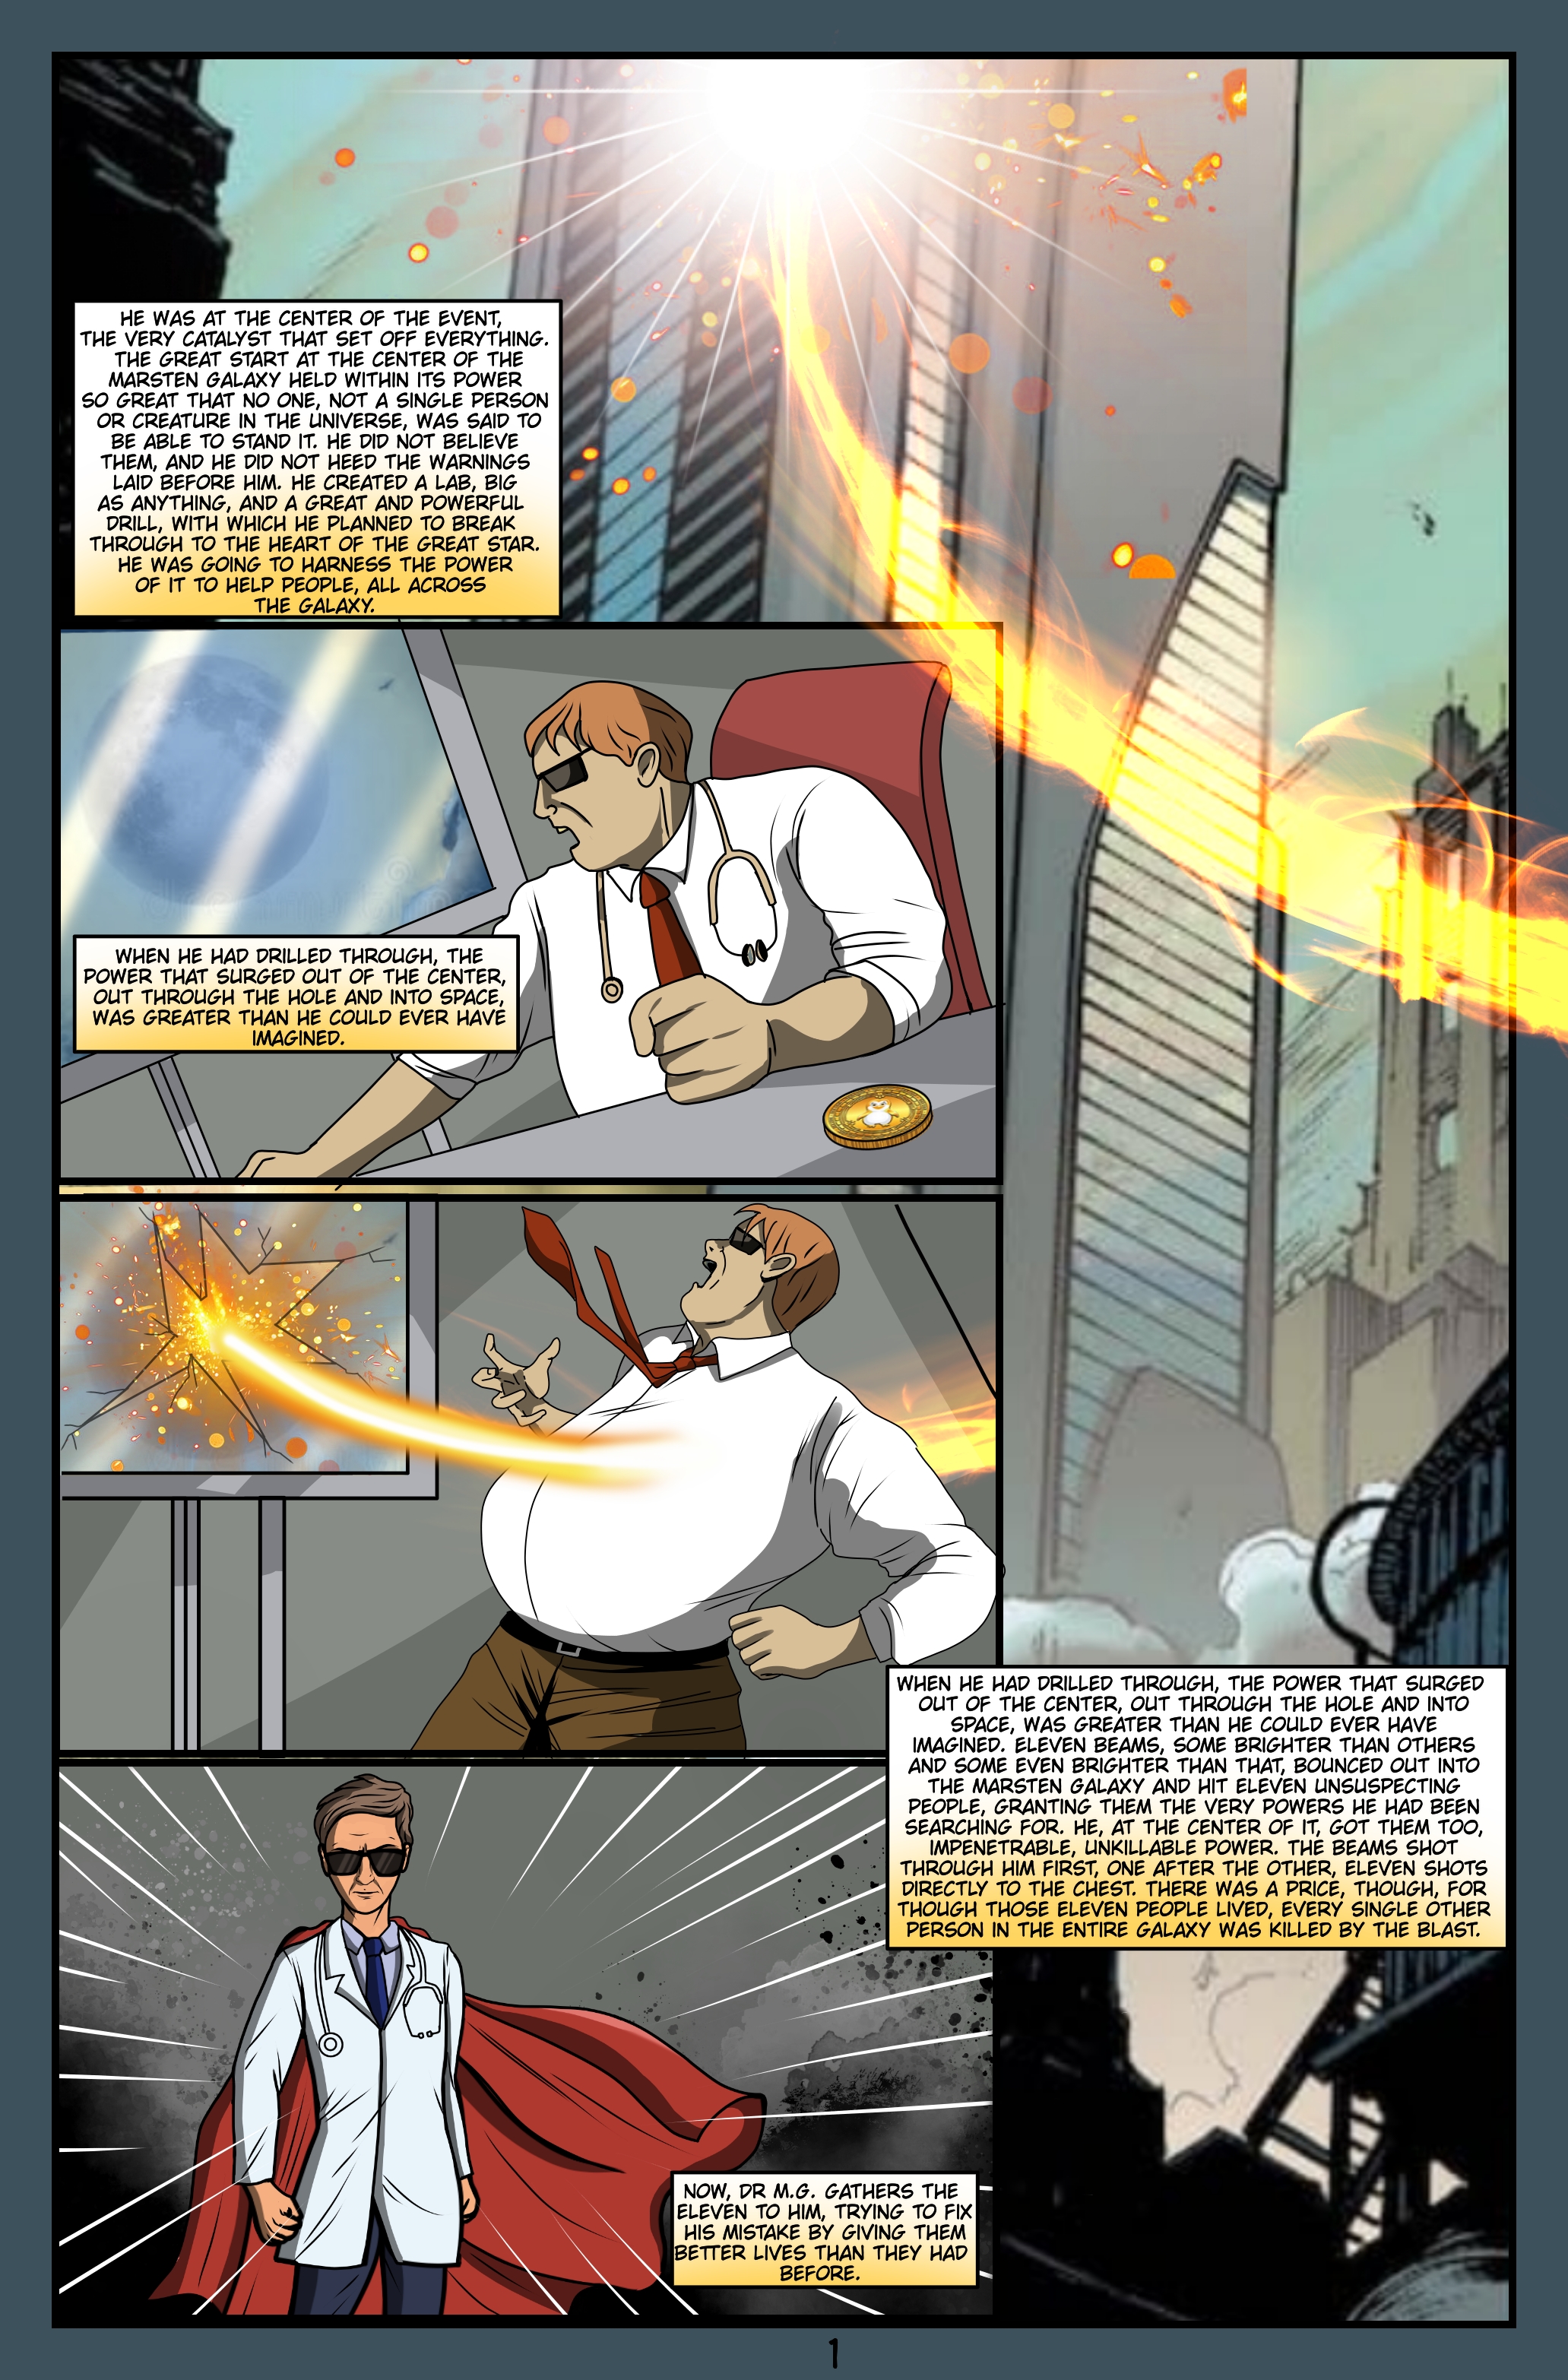 HE WAS AT THE CENTER OF THE EVENT,
THE VERY CATALYST THAT SET OFF EVERYTHING.
THE GREAT START AT THE CENTER OF THE
MARSTEN GALAXY HELD WITHIN ITS POWER
SO GREAT THAT NO ONE, NOT A SINGLE PERSON
OR CREATURE IN THE UNIVERSE, WAS SAID TO
BE ABLE TO STAND IT. HE DID NOT BELIEVE
THEM, AND HE DID NOT HEED THE WARNINGS
LAID BEFORE HIM. HE CREATED A LAB, BIG
AS ANYTHING, AND A GREAT AND POWERFUL
DRILL, WITH WHICH HE PLANNED TO BREAK
THROUGH TO THE HEART OF THE GREAT STAR.
HE WAS GOING TO HARNESS THE POWER
OF IT TO HELP PEOPLE, ALL ACROSS
THE GALAXY.
WHEN HE HAD DRILLED THROUGH, THE
POWER THAT SURGED OUT OF THE CENTER,
OUT THROUGH THE HOLE AND INTO SPACE,
WAS GREATER THAN HE COULD EVER HAVE
IMAGINED.
WHEN HE HAD DRILLED THROUGH, THE POWER THAT SURGED
OUT OF THE CENTER, OUT THROUGH THE HOLE AND INTO
SPACE, WAS GREATER THAN HE COULD EVER HAVE
IMAGINED. ELEVEN BEAMS, SOME BRIGHTER THAN OTHERS
AND SOME EVEN BRIGHTER THAN THAT, BOUNCED OUT INTO
THE MARSTEN GALAXY AND HIT ELEVEN UNSUSPECTING
PEOPLE, GRANTING THEM THE VERY POWERS HE HAD BEEN
SEARCHING FOR. HE, AT THE CENTER OF IT, GOT THEM TOO,
IMPENETRABLE, UNKILLABLE POWER. THE BEAMS SHOT
THROUGH HIM FIRST, ONE AFTER THE OTHER, ELEVEN SHOTS
DIRECTLY TO THE CHEST. THERE WAS A PRICE, THOUGH, FOR
THOUGH THOSE ELEVEN PEOPLE LIVED, EVERY SINGLE OTHER
PERSON IN THE ENTIRE GALAXY WAS KILLED BY THE BLAST.
NOW, DR M.G. GATHERS THE
ELEVEN TO HIM, TRYING TO FIX
HIS MISTAKE BY GIVING THEM
BETTER LIVES THAN THEY HAD
BEFORE.
1